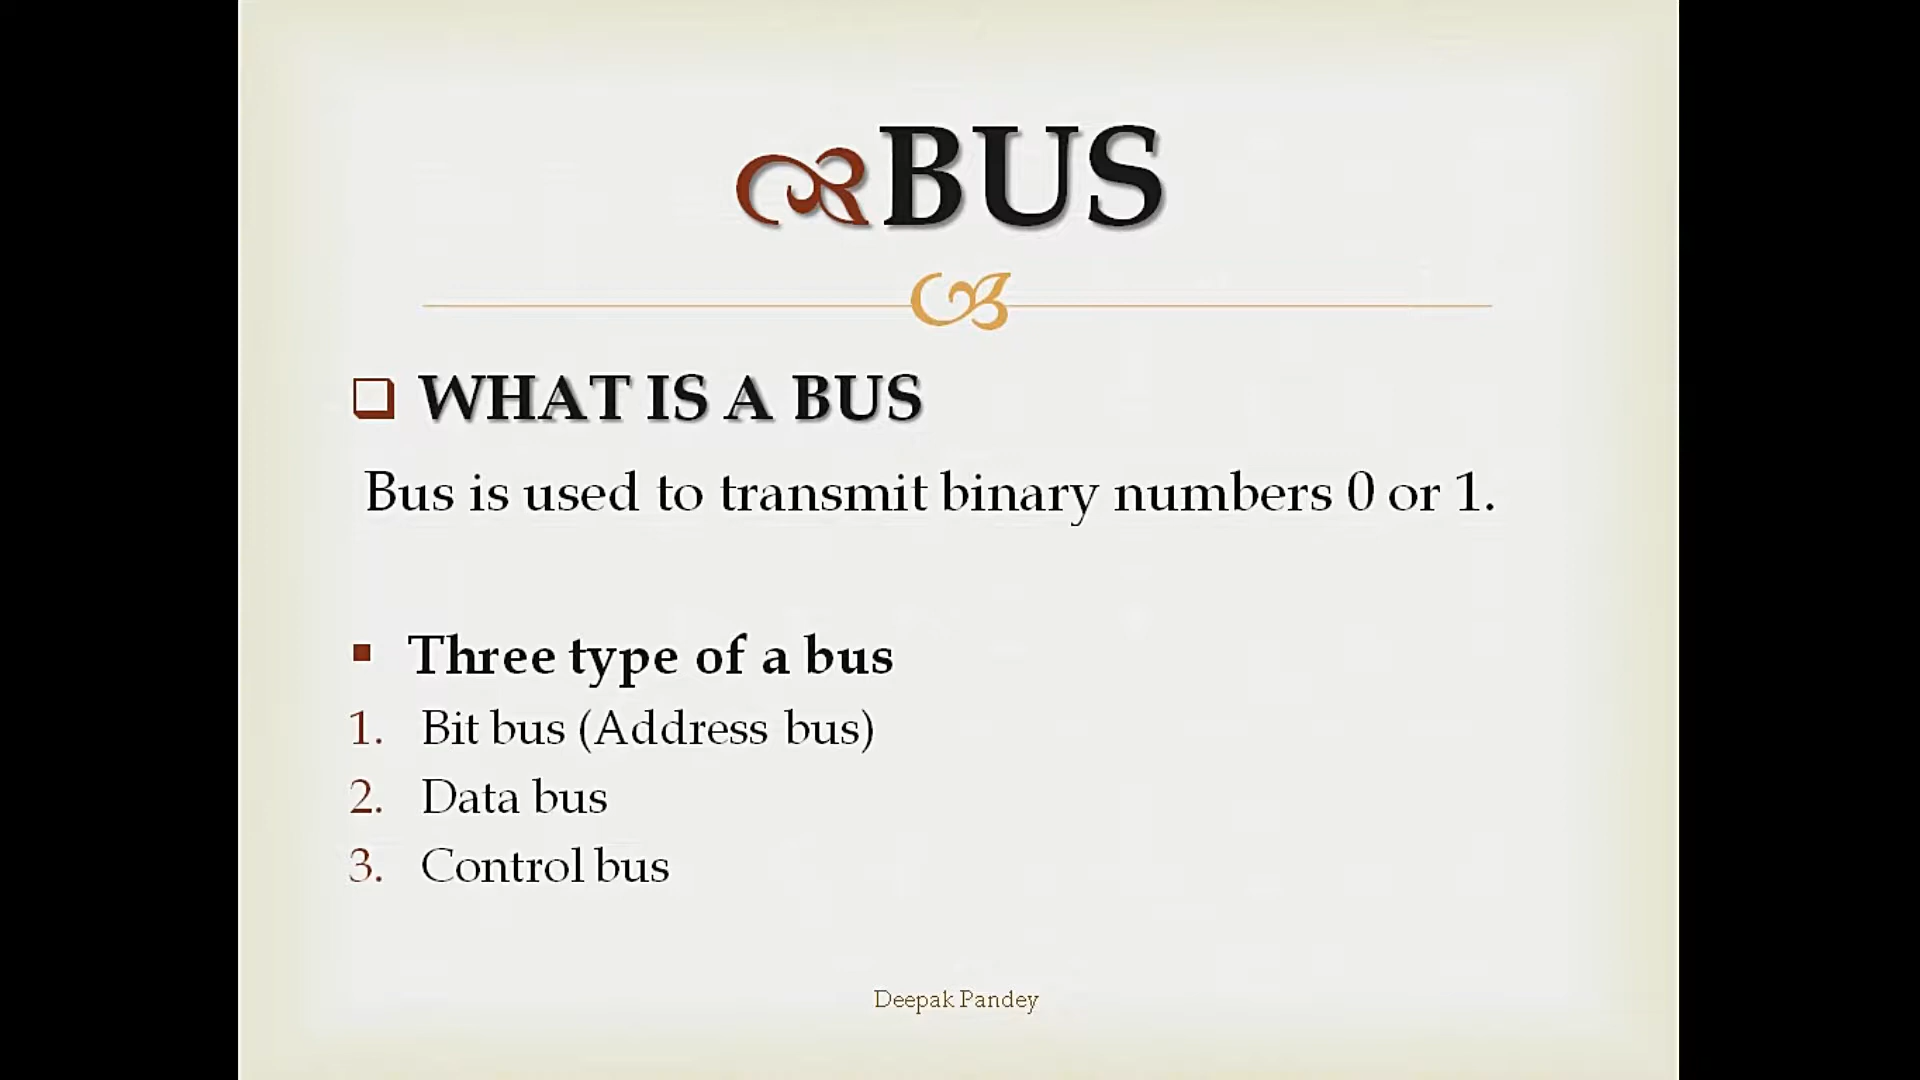 BUS
WHAT IS A BUS
Bus is used to transmit binary numbers 0 or 1.
Three type of a bus
1. Bit bus (Address bus)
2. Data bus
3. Control bus
Deepak Pandey